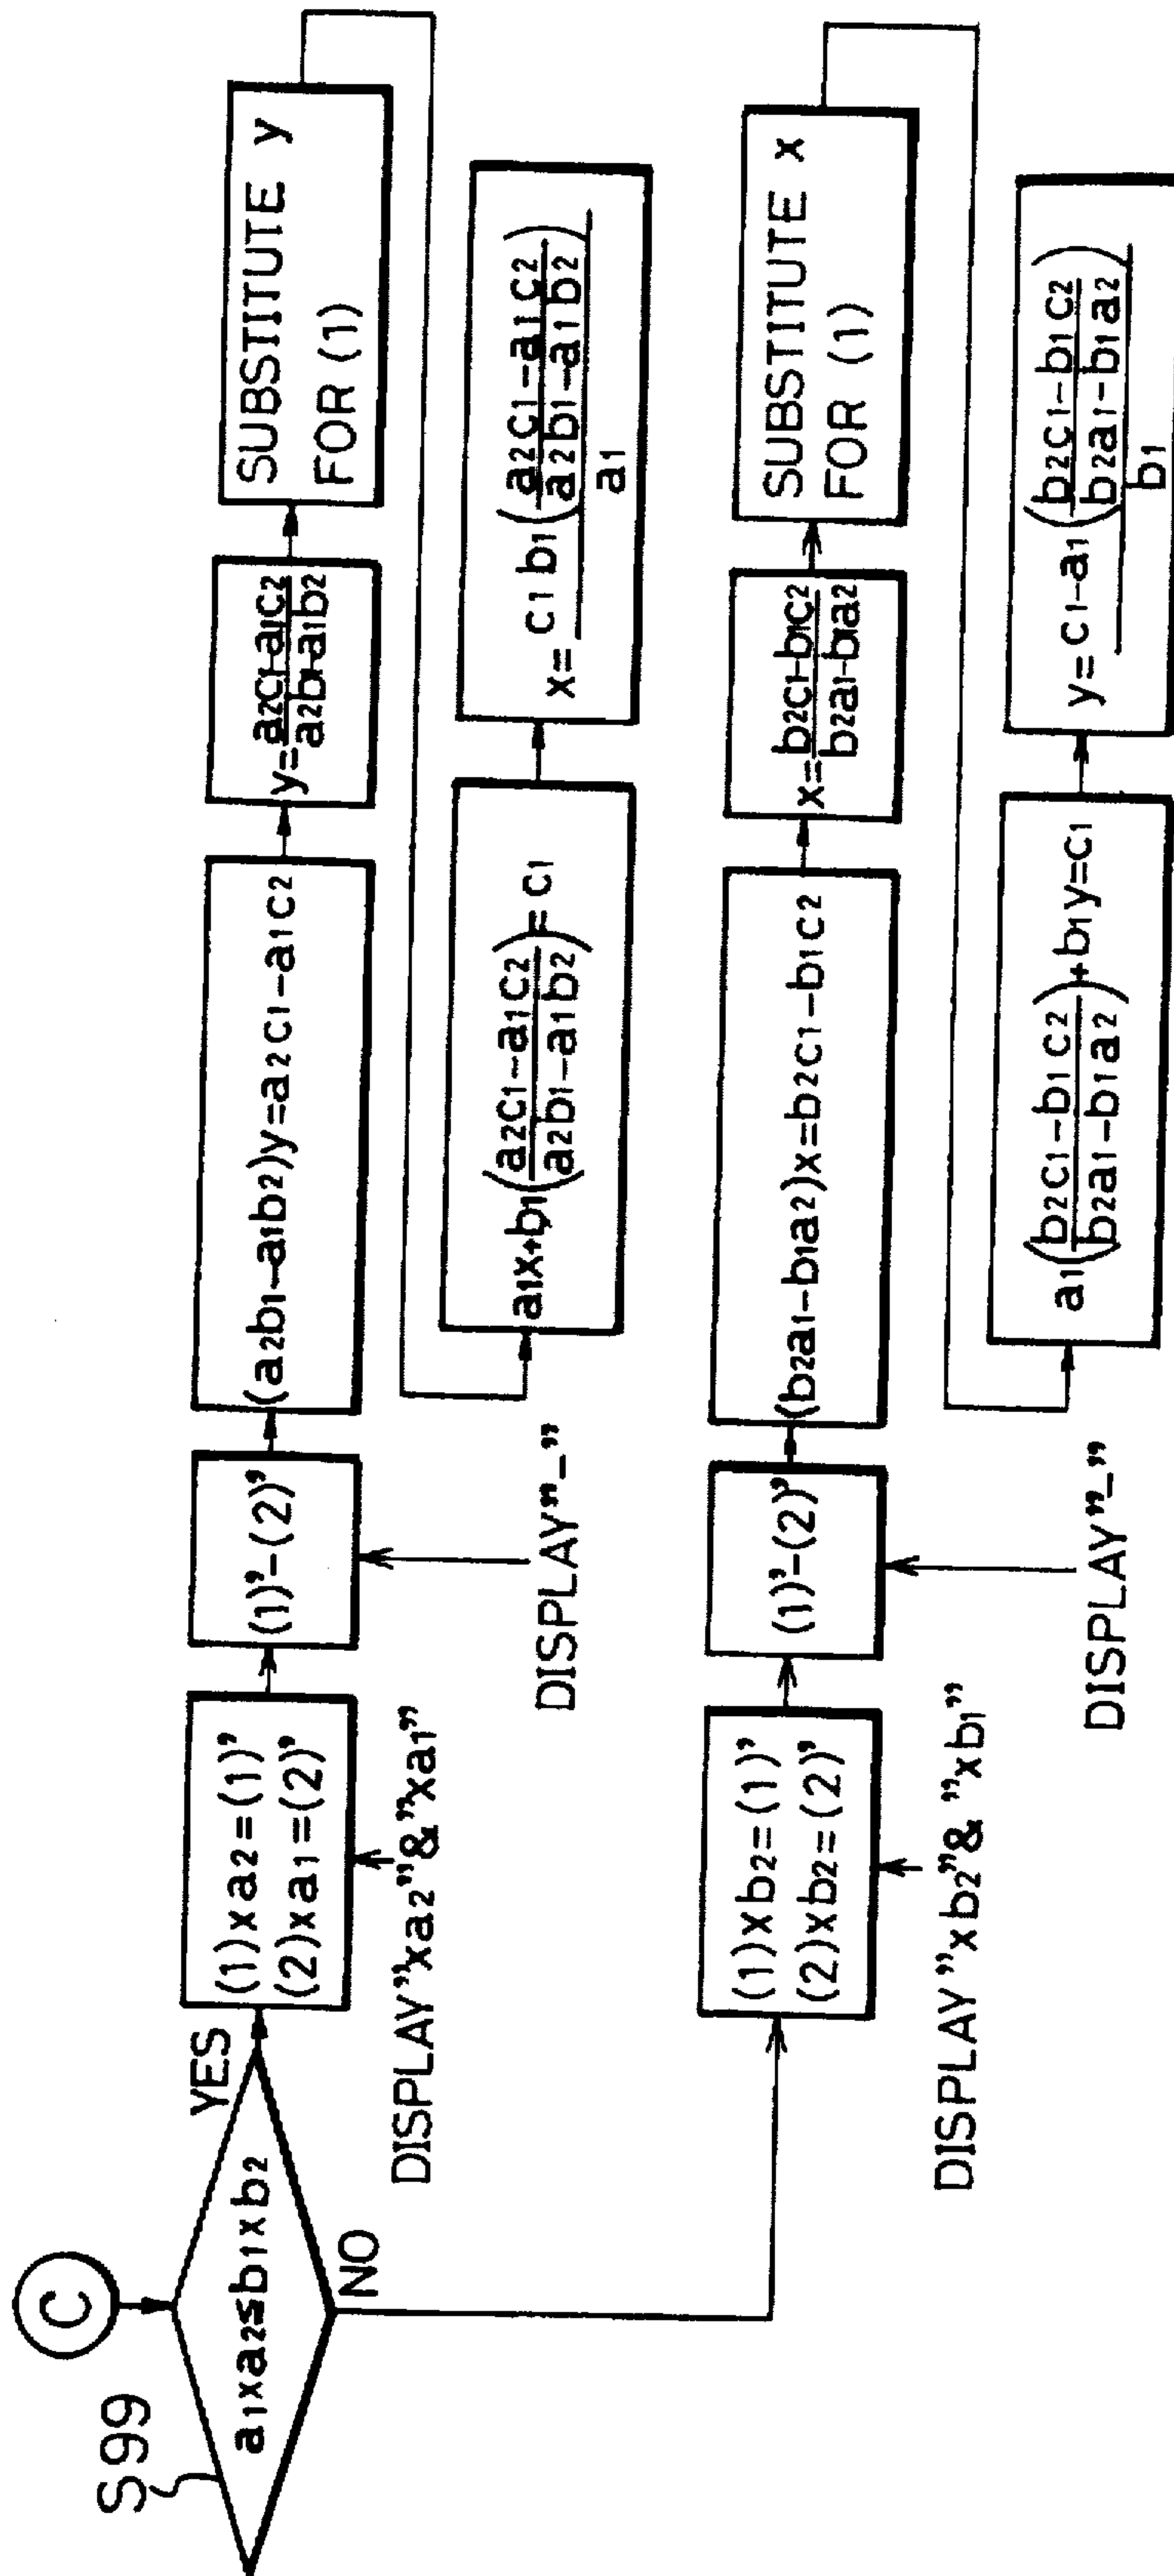 C
S99
a1xa2≤b1xb2
YES
(1)xa2=(1)'
(2)xa1=(2)'
DISPLAY"xa2"&"xa1"
(1)'-(2)'
DISPLAY"-"
(a2b1-a1b2)y=a2c1-a1c2
y=a2c1-a1c2
a2b1-a1b2
SUBSTITUTE y
FOR (1)
a1x+b1(a2c1-a1c2
a2b1-a1b2)=c1
x=c1 b1(a2c1-a1c2
a2b1-a1b2)
a1
NO
(1)xb2=(1)'
(2)xb2=(2)'
DISPLAY"xb2"&"xb1"
(1)'-(2)'
DISPLAY"-"
(b2a1-b1a2)x=b2c1-b1c2
x=b2c1-b1c2
b2a1-b1a2
SUBSTITUTE x
FOR (1)
a1(b2c1-b1c2
b2a1-b1a2)+b1y=c1
y=c1-a1(b2c1-b1c2
b2a1-b1a2)
b1